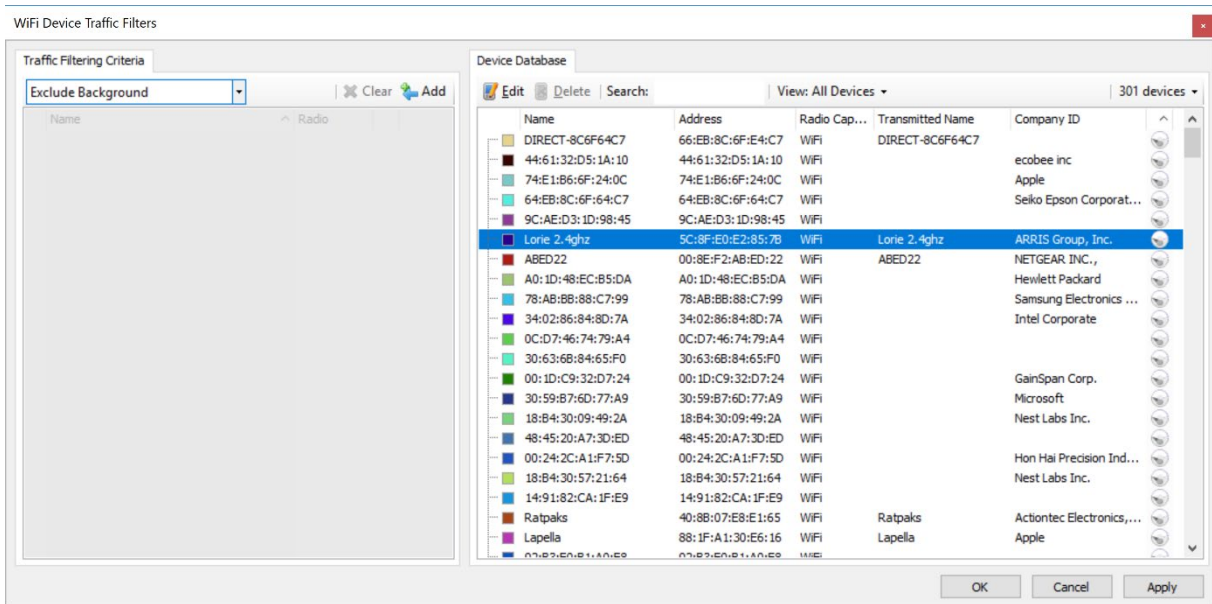 WiFi Device Traffic Filters
Traffic Filtering Criteria
Exclude Background
Clear Add
Name Radio
Device Database
Edit Delete Search: View: All Devices 301 devices
Name Address Radio Cap... Transmitted Name Company ID
DIRECT-8C6F64C7 66:EB:8C:6F:E4:C7 WiFi DIRECT-8C6F64C7
44:61:32:D5:1A:10 44:61:32:D5:1A:10 WiFi ecobee inc
74:E1:B6:6F:24:0C 74:E1:B6:6F:24:0C WiFi Apple
64:EB:8C:6F:64:C7 64:EB:8C:6F:64:C7 WiFi Seiko Epson Corporat...
9C:AE:D3:1D:98:45 9C:AE:D3:1D:98:45 WiFi
Lorie 2.4ghz 5C:8F:E0:E2:85:7B WiFi Lorie 2.4ghz ARRIS Group, Inc.
ABED22 00:8E:F2:AB:ED:22 WiFi ABED22 NETGEAR INC.,
A0:1D:48:EC:B5:DA A0:1D:48:EC:B5:DA WiFi Hewlett Packard
78:AB:BB:88:C7:99 78:AB:BB:88:C7:99 WiFi Samsung Electronics ...
34:02:86:84:8D:7A 34:02:86:84:8D:7A WiFi Intel Corporate
0C:D7:46:74:79:A4 0C:D7:46:74:79:A4 WiFi
30:63:6B:84:65:F0 30:63:6B:84:65:F0 WiFi
00:1D:C9:32:D7:24 00:1D:C9:32:D7:24 WiFi GainSpan Corp.
30:59:B7:6D:77:A9 30:59:B7:6D:77:A9 WiFi Microsoft
18:B4:30:09:49:2A 18:B4:30:09:49:2A WiFi Nest Labs Inc.
48:45:20:A7:3D:ED 48:45:20:A7:3D:ED WiFi
00:24:2C:A1:F7:5D 00:24:2C:A1:F7:5D WiFi Hon Hai Precision Ind...
18:B4:30:57:21:64 18:B4:30:57:21:64 WiFi Nest Labs Inc.
14:91:82:CA:1F:E9 14:91:82:CA:1F:E9 WiFi
Ratpaks 40:8B:07:E8:E1:65 WiFi Ratpaks Actiontec Electronics,...
Lapella 88:1F:A1:30:E6:16 WiFi Lapella Apple
WiFi
OK Cancel Apply